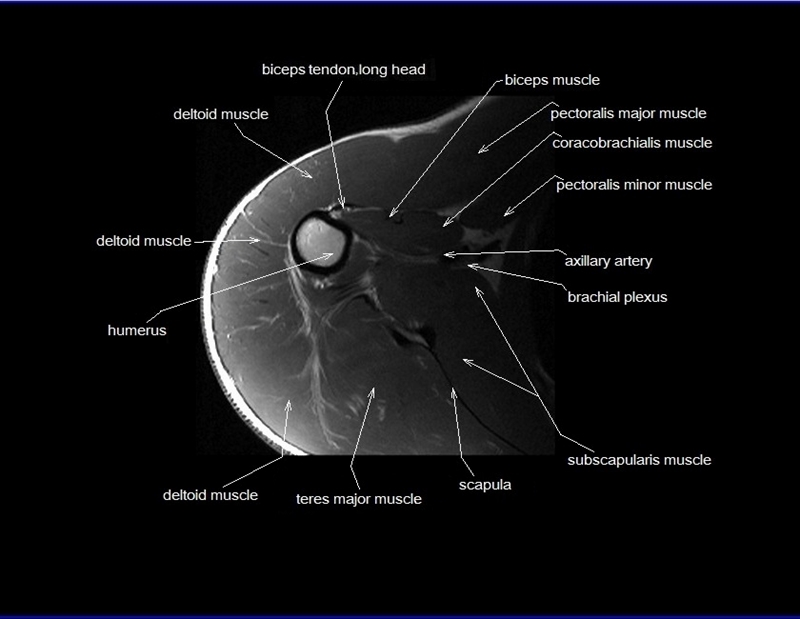 biceps tendon,long head
biceps muscle
deltoid muscle
pectoralis major muscle
coracobrachialis muscle
pectoralis minor muscle
deltoid muscle
axillary artery
brachial plexus
humerus
subscapularis muscle
scapula
deltoid muscle
teres major muscle